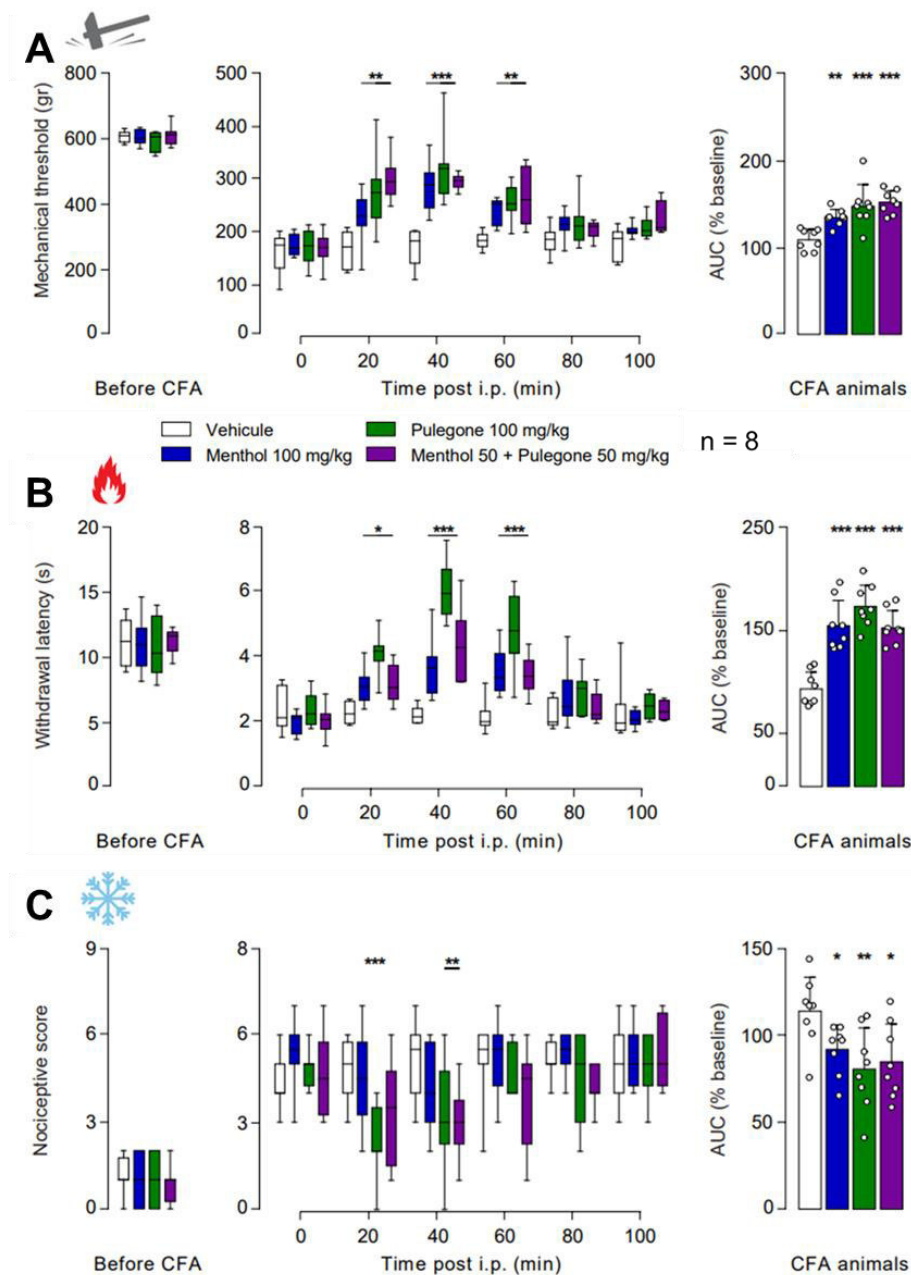 A
Mechanical threshold (gr)
800
600
400
200
0
Before CFA
500
400
300
200
100
0
** *** **
0 20 40 60 80 100
Time post i.p. (min)
AUC (% baseline)
300
200
100
0
** *** ***
CFA animals
Vehicule
Menthol 100 mg/kg
Pulegone 100 mg/kg
Menthol 50 + Pulegone 50 mg/kg
n = 8
B
Withdrawal latency (s)
20
15
10
5
0
Before CFA
8
6
4
2
0
* *** ***
0 20 40 60 80 100
Time post i.p. (min)
AUC (% baseline)
250
150
50
0
*** *** ***
CFA animals
C
Nociceptive score
9
6
3
0
Before CFA
8
6
3
0
*** **
0 20 40 60 80 100
Time post i.p. (min)
AUC (% baseline)
150
100
50
0
* ** *
CFA animals